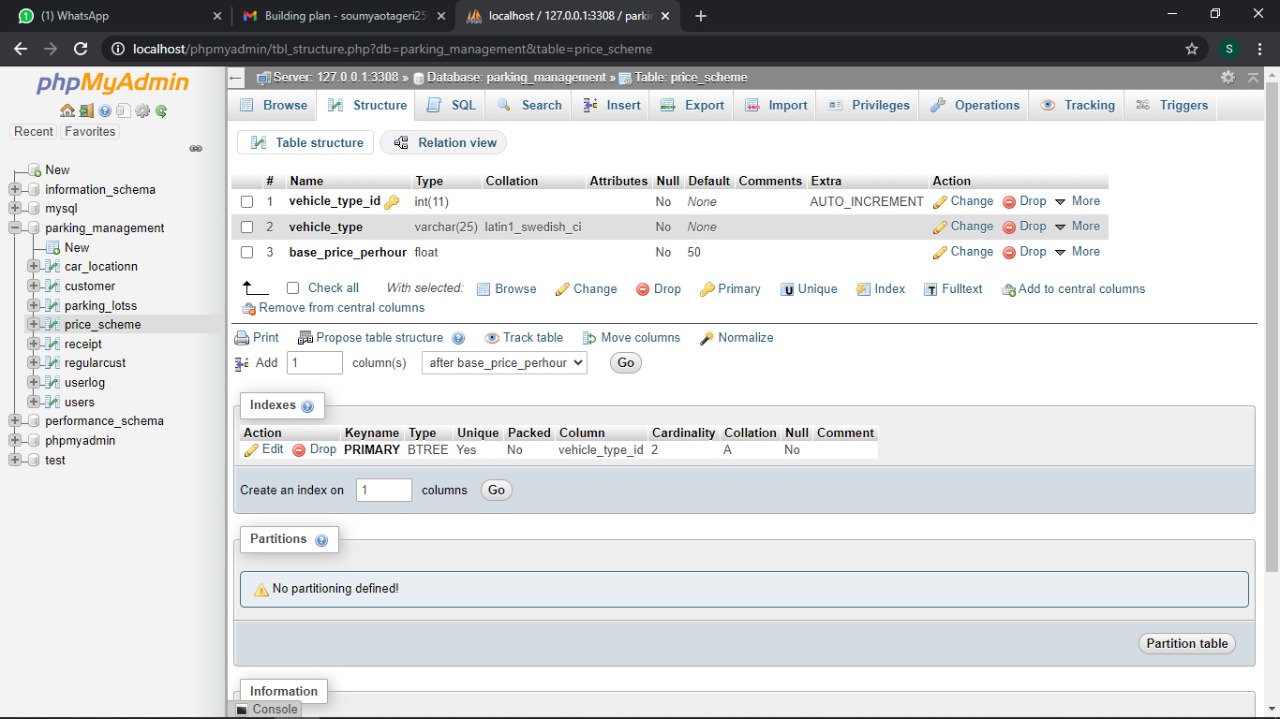 (1) WhatsApp
Building plan - soumyaotageri25
localhost / 127.0.0.1:3308 / parki
localhost/phpmyadmin/tbl_structure.php?db=parking_management&table=price_scheme
S
phpMyAdmin
Recent Favorites
New
information_schema
mysql
parking_management
New
car_locationn
customer
parking_lotss
price_scheme
receipt
regularcust
userlog
users
performance_schema
phpmyadmin
test
Server: 127.0.0.1:3308 » Database: parking_management » Table: price_scheme
Browse Structure SQL Search Insert Export Import Privileges Operations Tracking Triggers
Table structure Relation view
# Name Type Collation Attributes Null Default Comments Extra Action
1 vehicle_type_id int(11) No None AUTO_INCREMENT Change Drop More
2 vehicle_type varchar(25) latin1_swedish_ci No None Change Drop More
3 base_price_perhour float No 50 Change Drop More
Check all With selected: Browse Change Drop Primary Unique Index Fulltext Add to central columns
Remove from central columns
Print Propose table structure Track table Move columns Normalize
Add 1 column(s) after base_price_perhour Go
Indexes
Action Keyname Type Unique Packed Column Cardinality Collation Null Comment
Edit Drop PRIMARY BTREE Yes No vehicle_type_id 2 A No
Create an index on 1 columns Go
Partitions
No partitioning defined!
Partition table
Information
Console